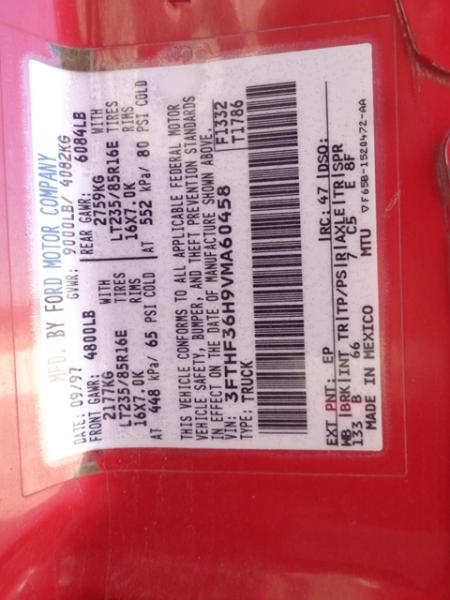 MFD. BY FORD MOTOR COMPANY
DATE: 09/97 GVWR: 9000LB/ 4082KG
FRONT GAWR: 4800LB REAR GAWR: 6084LB
2177KG WITH 2759KG WITH
LT235/85R16E TIRES LT235/85R16E TIRES
16X7.0K RIMS 16X7.0K RIMS
AT 448 kPa/ 65 PSI COLD AT 552 kPa/ 80 PSI COLD
THIS VEHICLE CONFORMS TO ALL APPLICABLE FEDERAL MOTOR
VEHICLE SAFETY, BUMPER, AND THEFT PREVENTION STANDARDS
IN EFFECT ON THE DATE OF MANUFACTURE SHOWN ABOVE.
VIN: 3FTHF36H9VMA60458 F1332
TYPE: TRUCK T1786
EXT PNT: EP RC: 47 DSO:
WB BRK INT TR TP/PS R AXLE TR SPR
133 B 66 7 C5 E 8F
MADE IN MEXICO MTU ▽F65B-1520472-AA